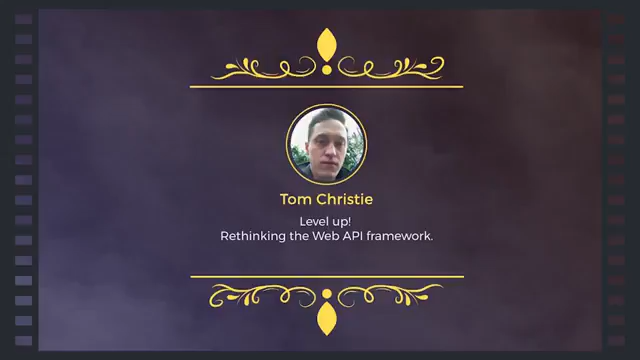 Tom Christie
Level up!
Rethinking the Web API framework.